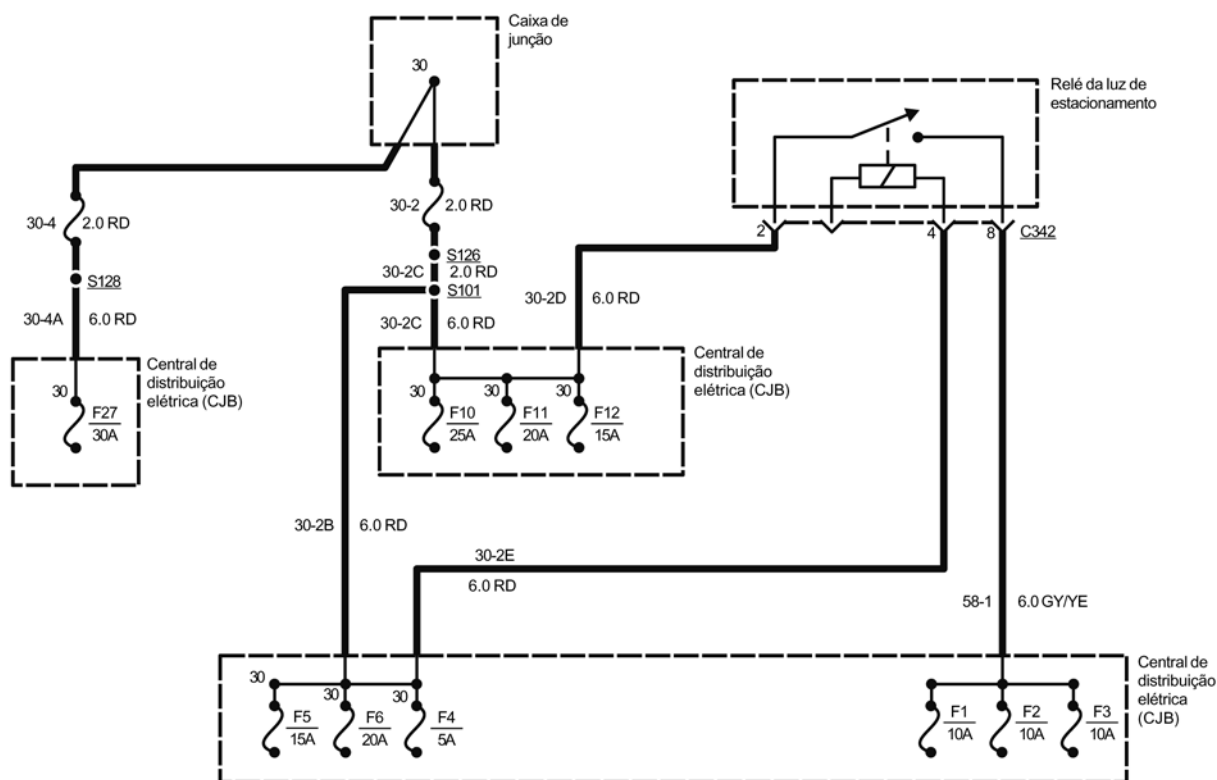 Caixa de
junção
30
Relé da luz de
estacionamento
30-4
2.0 RD
30-2
2.0 RD
2
4
8
C342
S128
S126
30-2C
2.0 RD
S101
30-2D
6.0 RD
30-4A
6.0 RD
30-2C
6.0 RD
Central de
distribuição
elétrica (CJB)
30
F27
30A
Central de
distribuição
elétrica (CJB)
30
30
30
F10
25A
F11
20A
F12
15A
30-2B
6.0 RD
30-2E
6.0 RD
58-1
6.0 GY/YE
Central de
distribuição
elétrica
(CJB)
30
30
30
F5
15A
F6
20A
F4
5A
F1
10A
F2
10A
F3
10A